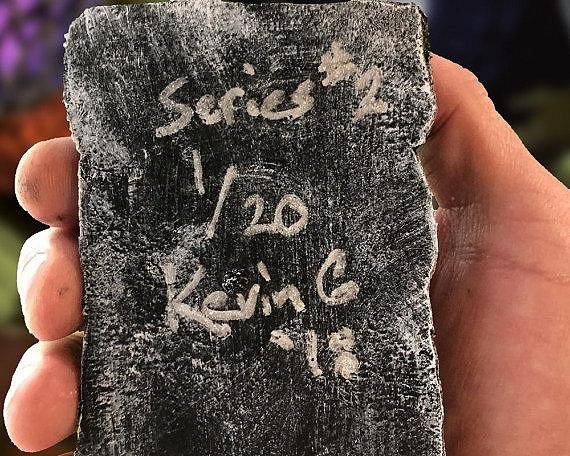 Series #2
1/20
Kevin G
'18